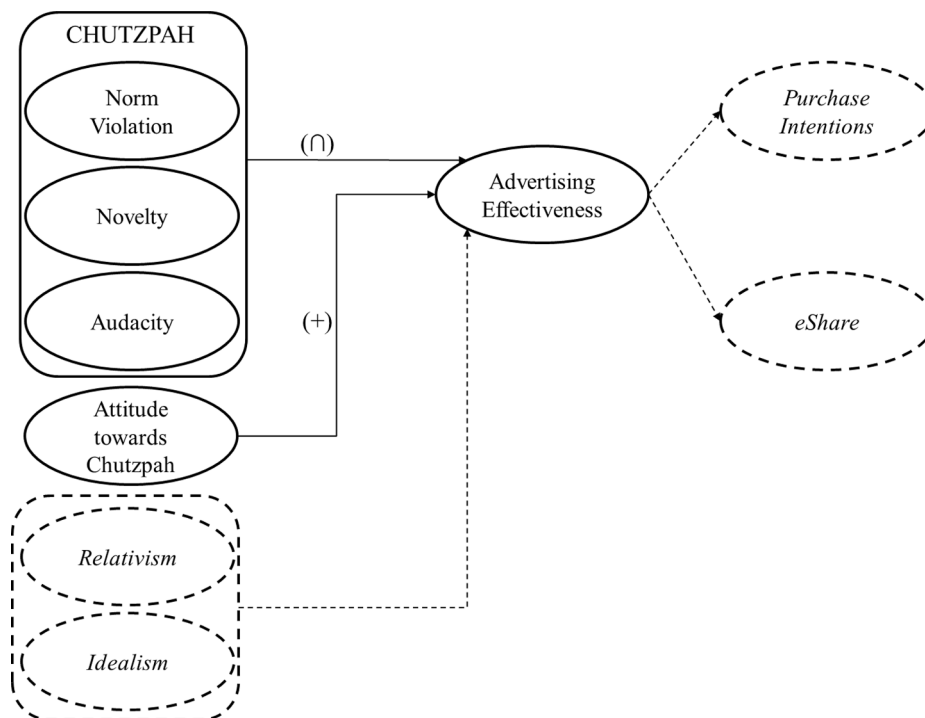 CHUTZPAH
Norm
Violation
Novelty
Audacity
Attitude
towards
Chutzpah
Relativism
Idealism
(∩)
(+)
Advertising
Effectiveness
Purchase
Intentions
eShare